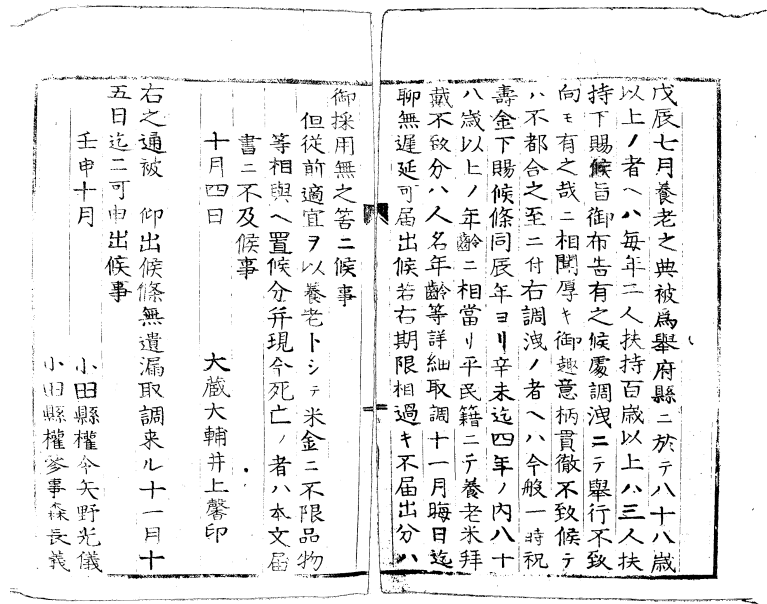 戊辰七月養老之典被為舉府縣ニ於テ八十八歳
以上ノ者ヘハ毎年二人扶持百歳以上ハ三人扶
持下賜候旨御布告有之候處調洩ニテ舉行不致
向モ有之哉ニ相聞厚キ御趣意柄貫徹不致候テ
ハ不都合之至ニ付右調洩ノ者ヘハ今般一時祝
壽金下賜候條同辰年ヨリ辛未迄四年ノ内八十
八歳以上ノ年齢ニ相當リ平民籍ニテ養老米拜
戴不致分ハ人名年齢等詳細取調十一月晦日迄
聊無遅延可届出候若右期限相過キ不届出分ハ
御採用無之筈ニ候事
但從前適宜ヲ以養老トシテ米金ニ不限品物
等相與ヘ置候分并現今死亡ノ者ハ本文届
書ニ不及候事
十月四日 大蔵大輔井上馨印
右之通被 仰出候條無遺漏取調来ル十一月十
五日迄ニ可申出候事
壬申十月
小田縣權令矢野光儀
小田縣權參事森長義